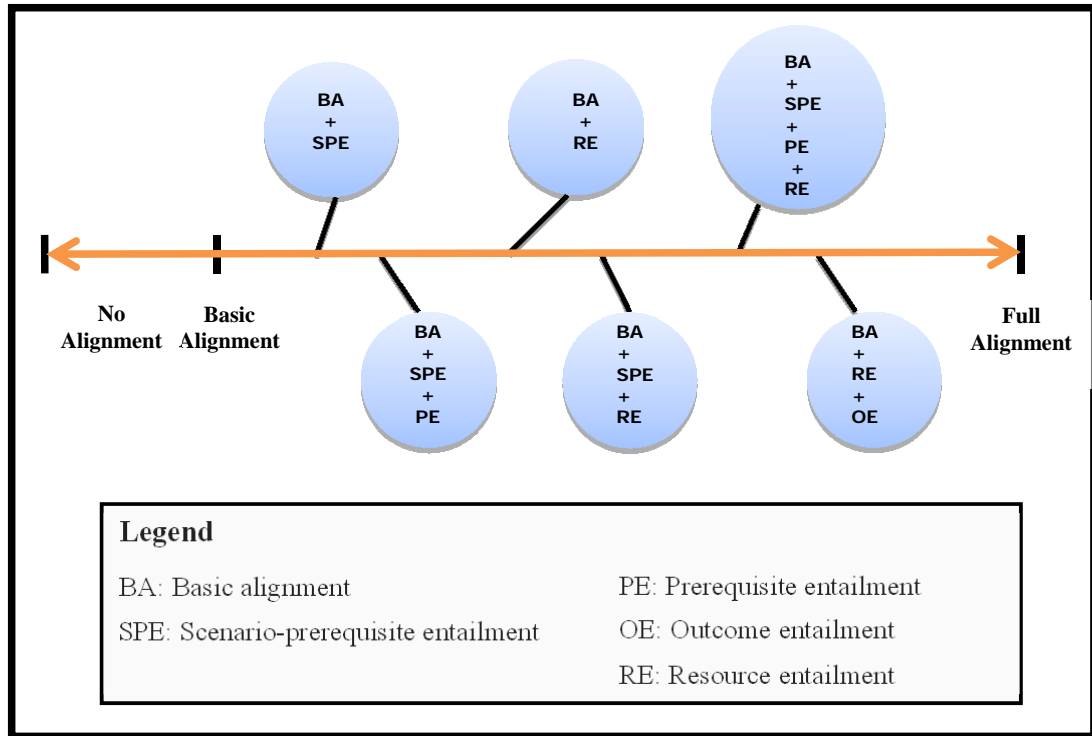 BA
+
SPE
BA
+
RE
BA
+
SPE
+
PE
+
RE
No
Alignment
Basic
Alignment
Full
Alignment
BA
+
SPE
+
PE
BA
+
SPE
+
RE
BA
+
RE
+
OE
Legend
BA: Basic alignment
SPE: Scenario-prerequisite entailment
PE: Prerequisite entailment
OE: Outcome entailment
RE: Resource entailment